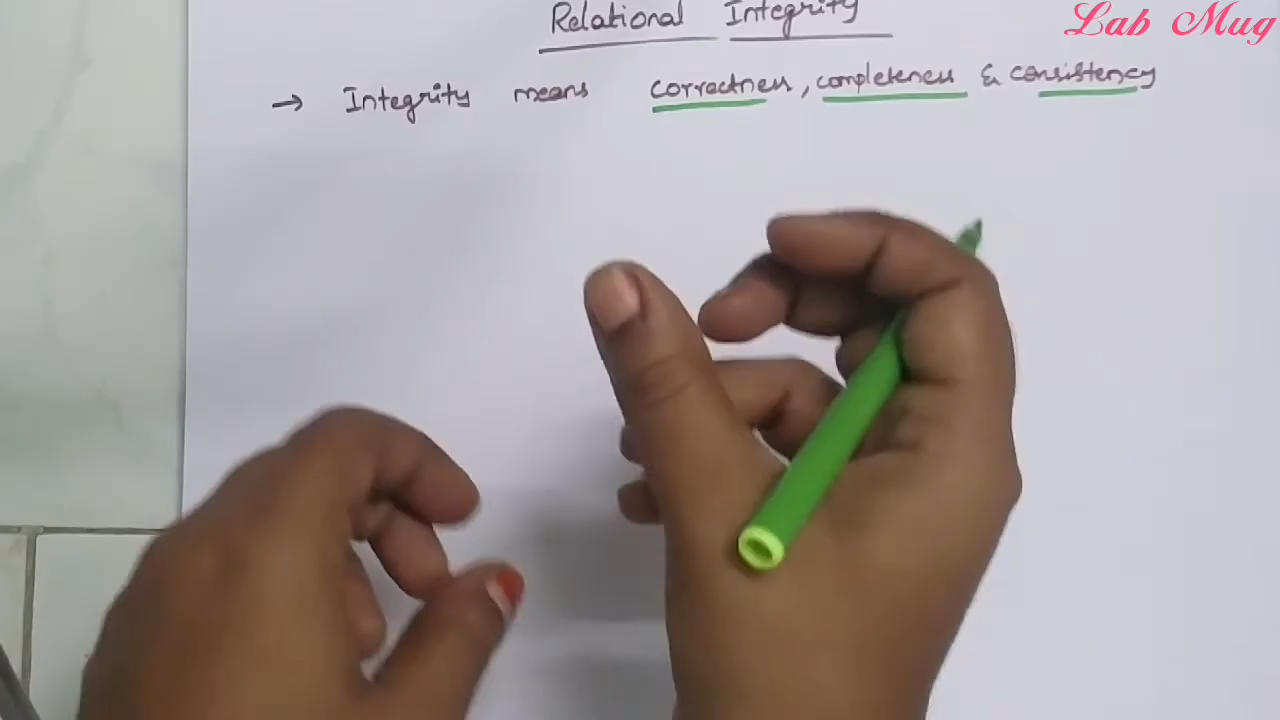 Relational Integrity
Lab Mug
→ Integrity means correctness, completeness & consistency